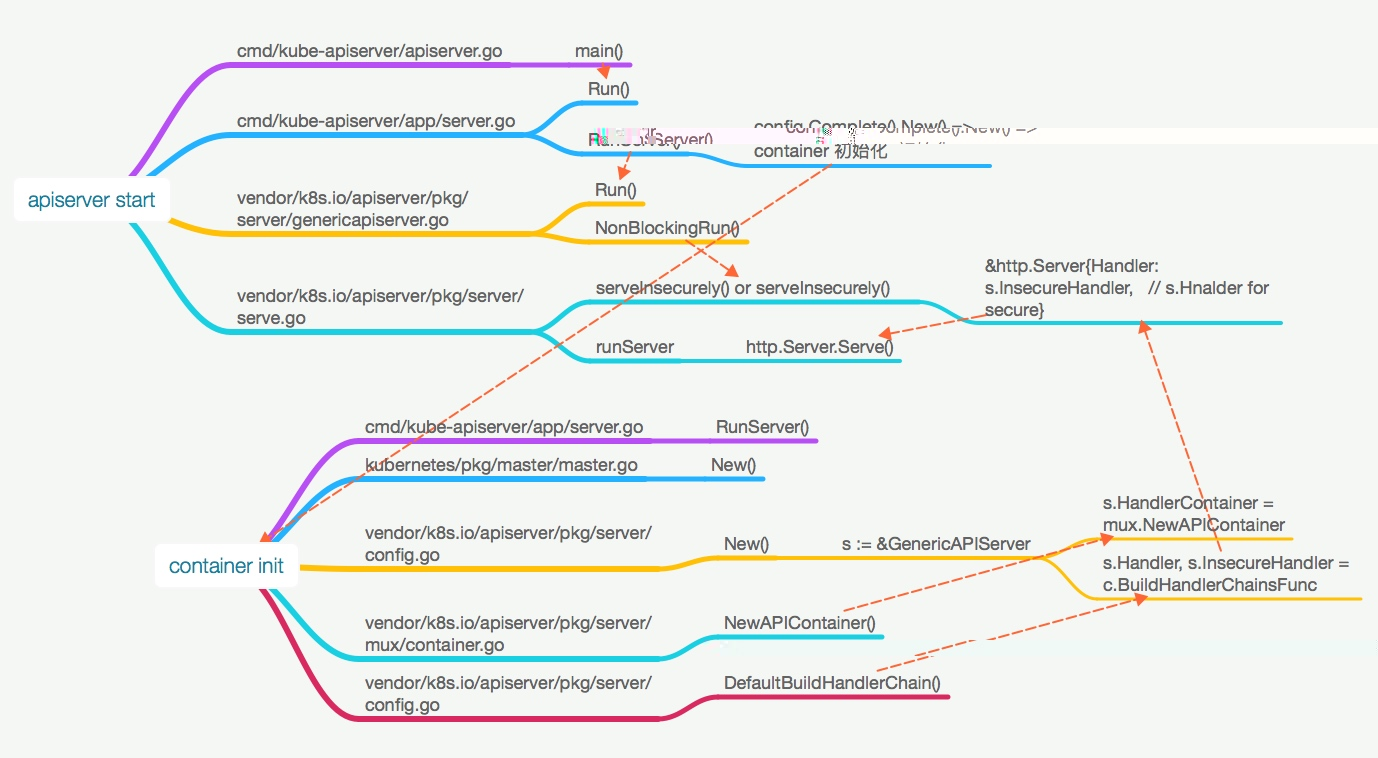 cmd/kube-apiserver/apiserver.go
main()
Run()
cmd/kube-apiserver/app/server.go
config.Complete().New() =>
container 初始化
apiserver start
vendor/k8s.io/apiserver/pkg/
server/genericapiserver.go
Run()
NonBlockingRun()
vendor/k8s.io/apiserver/pkg/server/
serve.go
serveInsecurely() or serveInsecurely()
&http.Server{Handler:
s.InsecureHandler, // s.Hnalder for
secure}
runServer
http.Server.Serve()
cmd/kube-apiserver/app/server.go
RunServer()
kubernetes/pkg/master/master.go
New()
container init
vendor/k8s.io/apiserver/pkg/server/
config.go
New()
s := &GenericAPIServer
s.HandlerContainer =
mux.NewAPIContainer
s.Handler, s.InsecureHandler =
c.BuildHandlerChainsFunc
vendor/k8s.io/apiserver/pkg/server/
mux/container.go
NewAPIContainer()
vendor/k8s.io/apiserver/pkg/server/
config.go
DefaultBuildHandlerChain()